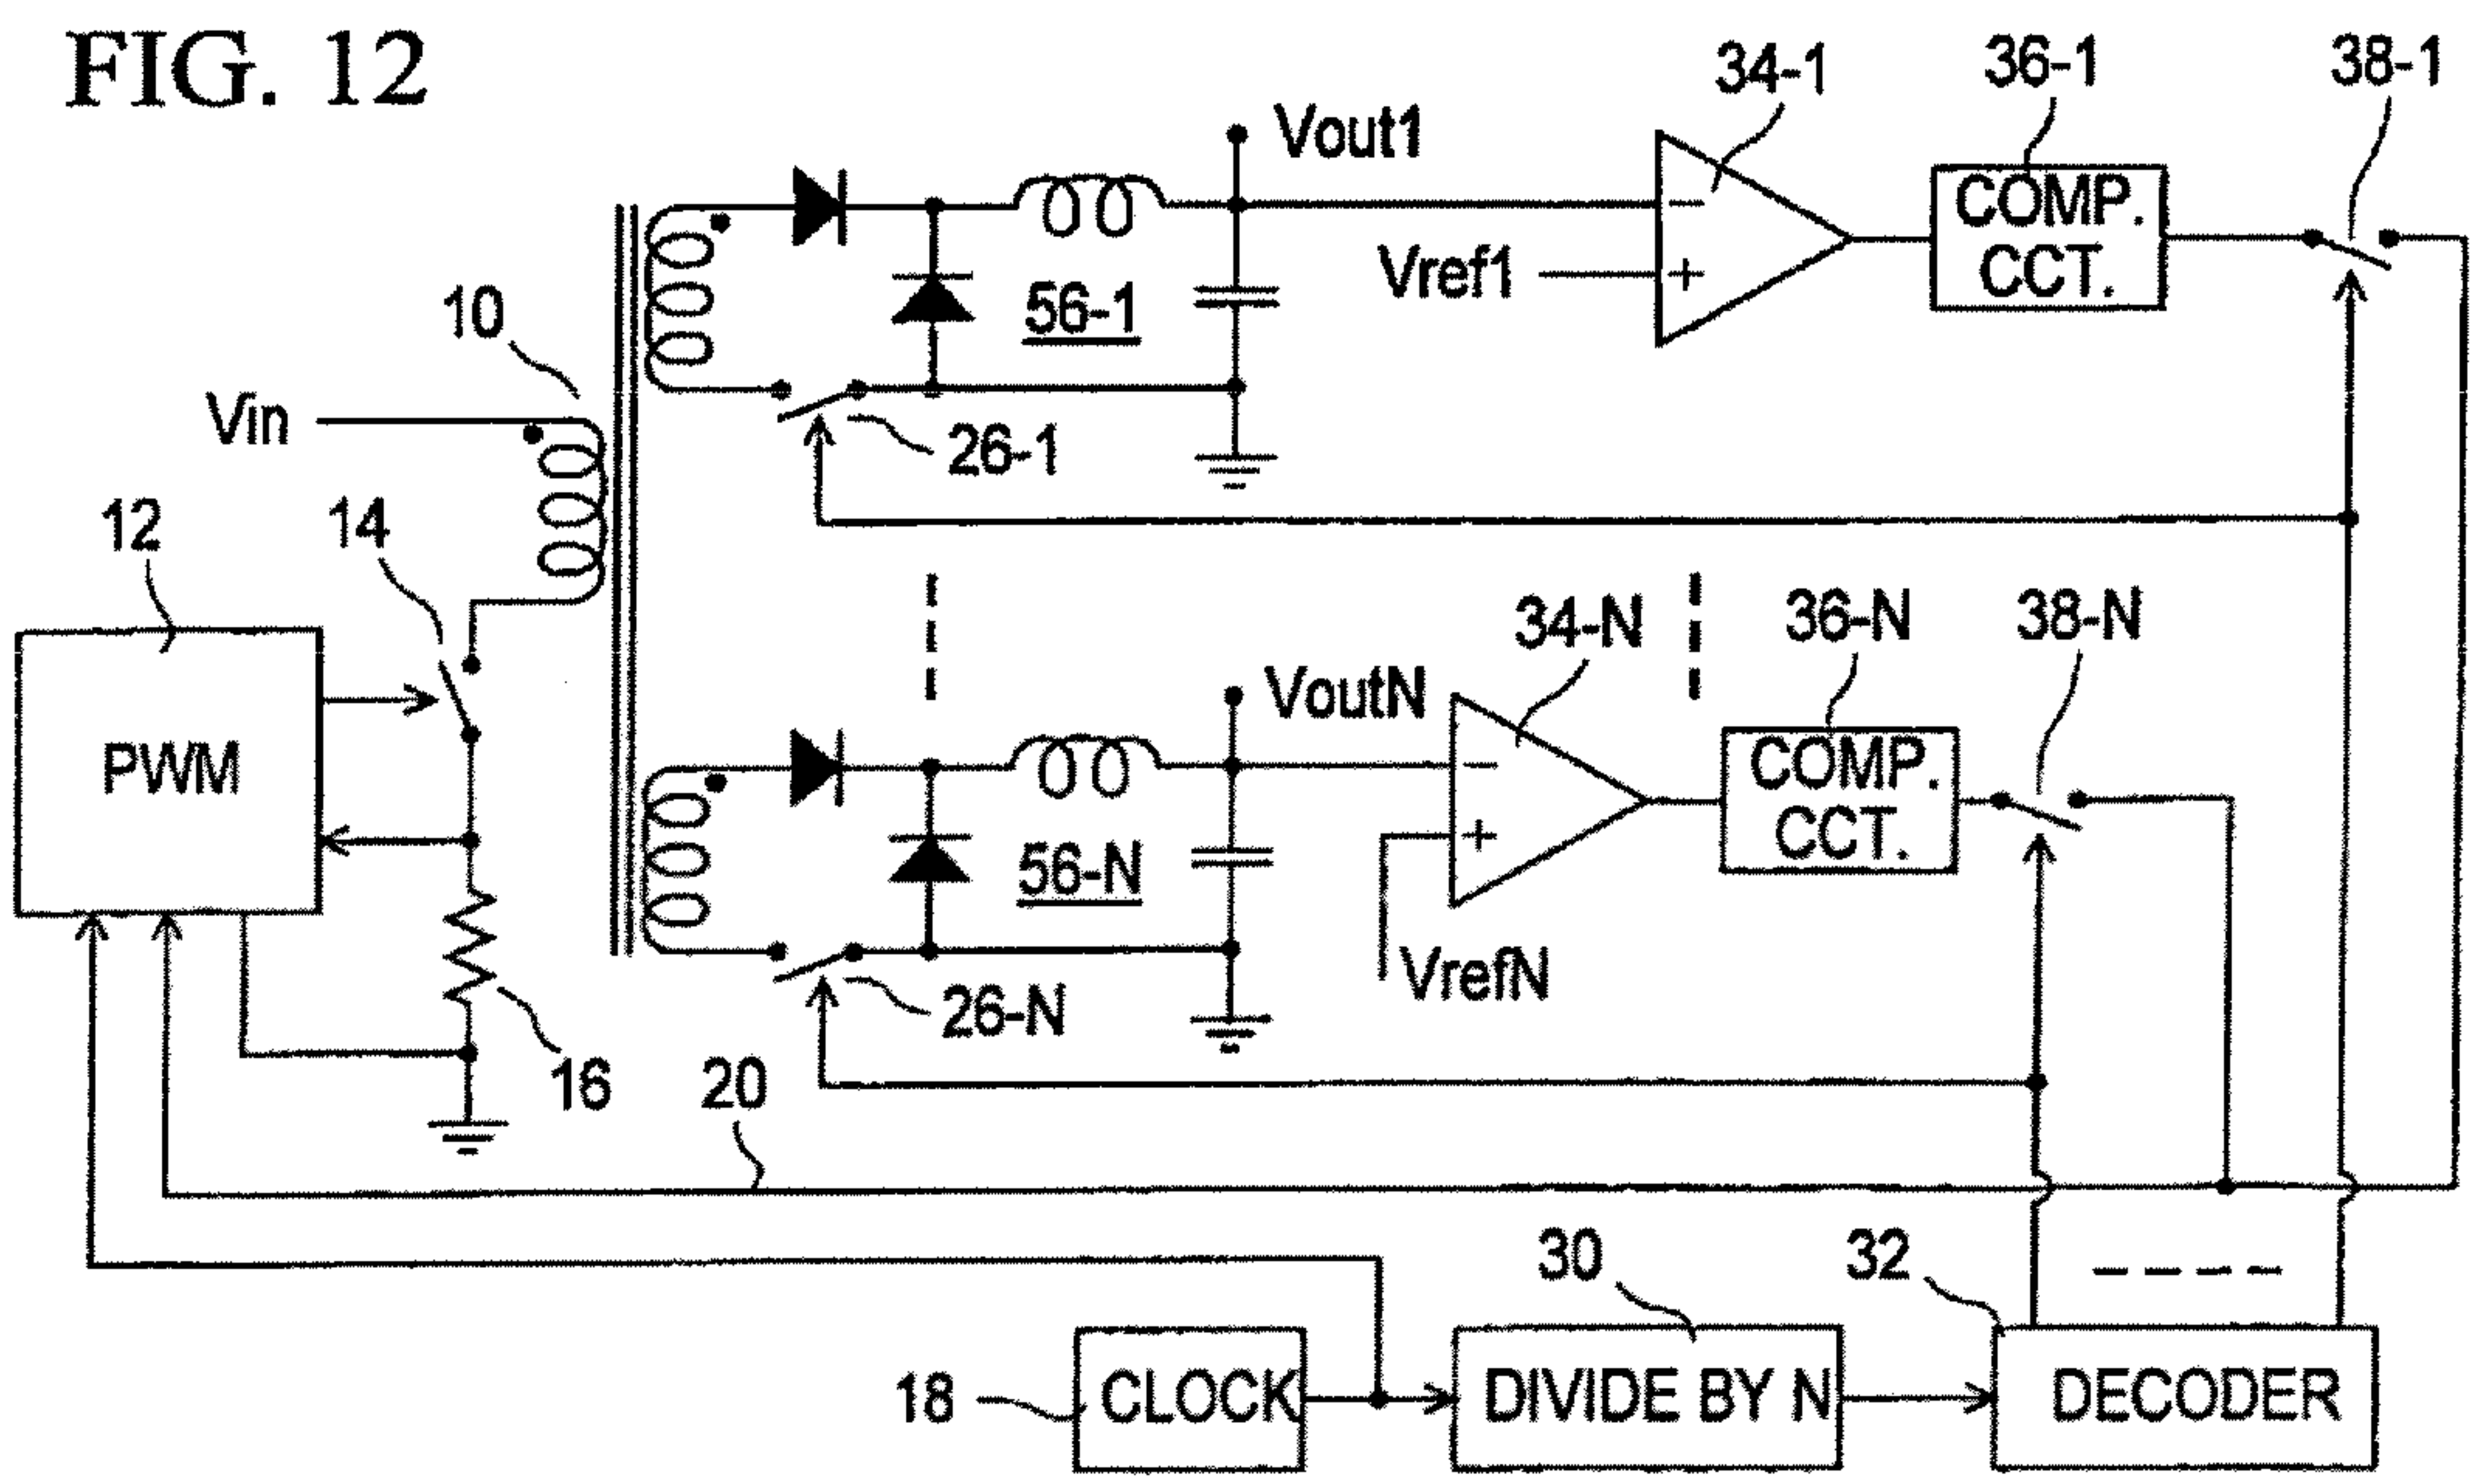 FIG. 12
34-1
36-1
38-1
Vout1
COMP.
CCT.
Vref1
56-1
10
Vin
26-1
12
14
34-N
36-N
38-N
VoutN
PWM
COMP.
CCT.
56-N
VrefN
26-N
16
20
30
32
18
CLOCK
DIVIDE BY N
DECODER